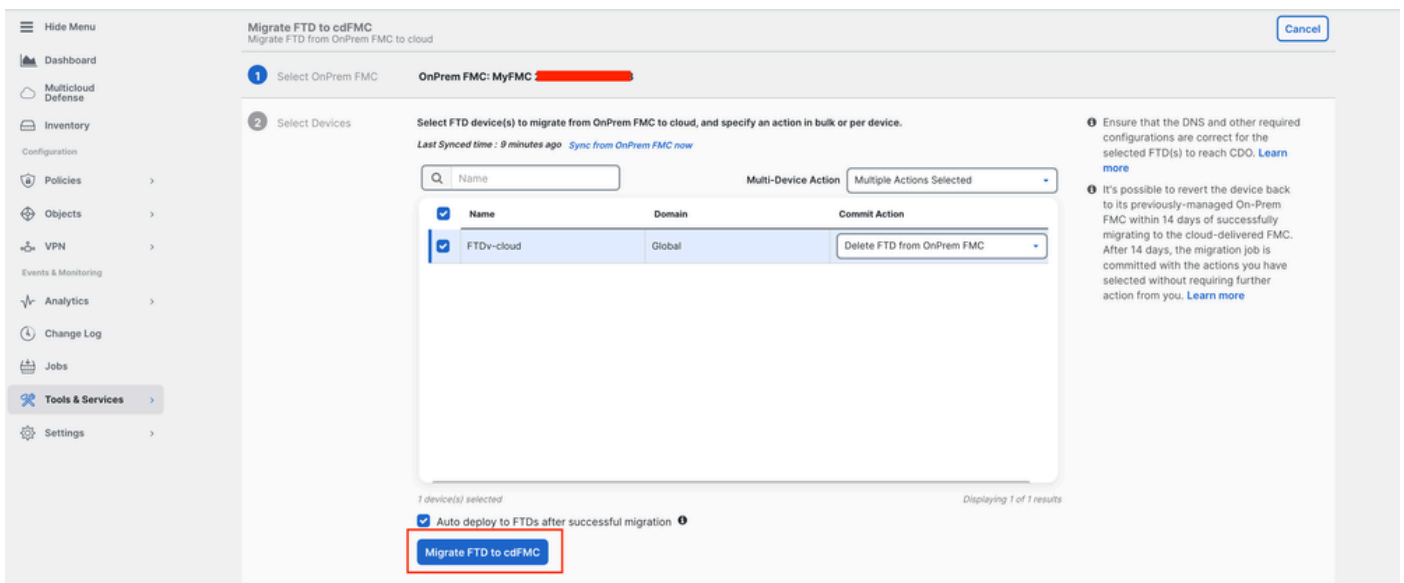 Hide Menu
Dashboard
Multicloud
Defense
Inventory
Configuration
Policies
Objects
VPN
Events & Monitoring
Analytics
Change Log
Jobs
Tools & Services
Settings
Migrate FTD to cdFMC
Migrate FTD from OnPrem FMC to cloud
Cancel
1 Select OnPrem FMC
OnPrem FMC: MyFMC
2 Select Devices
Select FTD device(s) to migrate from OnPrem FMC to cloud, and specify an action in bulk or per device.
Last Synced time : 9 minutes ago Sync from OnPrem FMC now
Name
Multi-Device Action Multiple Actions Selected
Name Domain Commit Action
FTDv-cloud Global Delete FTD from OnPrem FMC
1 device(s) selected Displaying 1 of 1 results
Auto deploy to FTDs after successful migration
Migrate FTD to cdFMC
Ensure that the DNS and other required
configurations are correct for the
selected FTD(s) to reach CDO. Learn
more
It's possible to revert the device back
to its previously-managed On-Prem
FMC within 14 days of successfully
migrating to the cloud-delivered FMC.
After 14 days, the migration job is
committed with the actions you have
selected without requiring further
action from you. Learn more